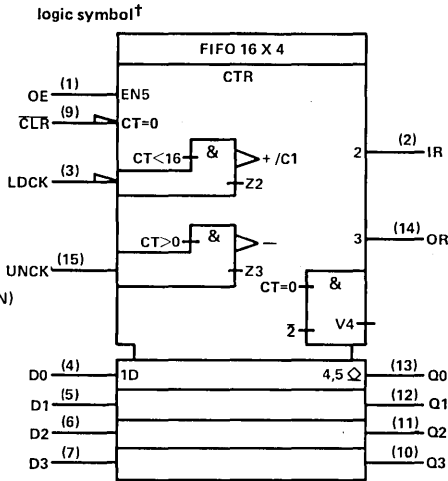 logic symbol†
FIFO 16 X 4
CTR
OE (1) EN5
CLR (9) CT=0
CT<16 & + /C1
2 (2) IR
LDCK (3) Z2
3 (14) OR
CT>0 & −
UNCK (15) Z3
CT=0 &
N)
2 V4
D0 (4) 1D 4,5 (13) Q0
D1 (5) (12) Q1
D2 (6) (11) Q2
D3 (7) (10) Q3